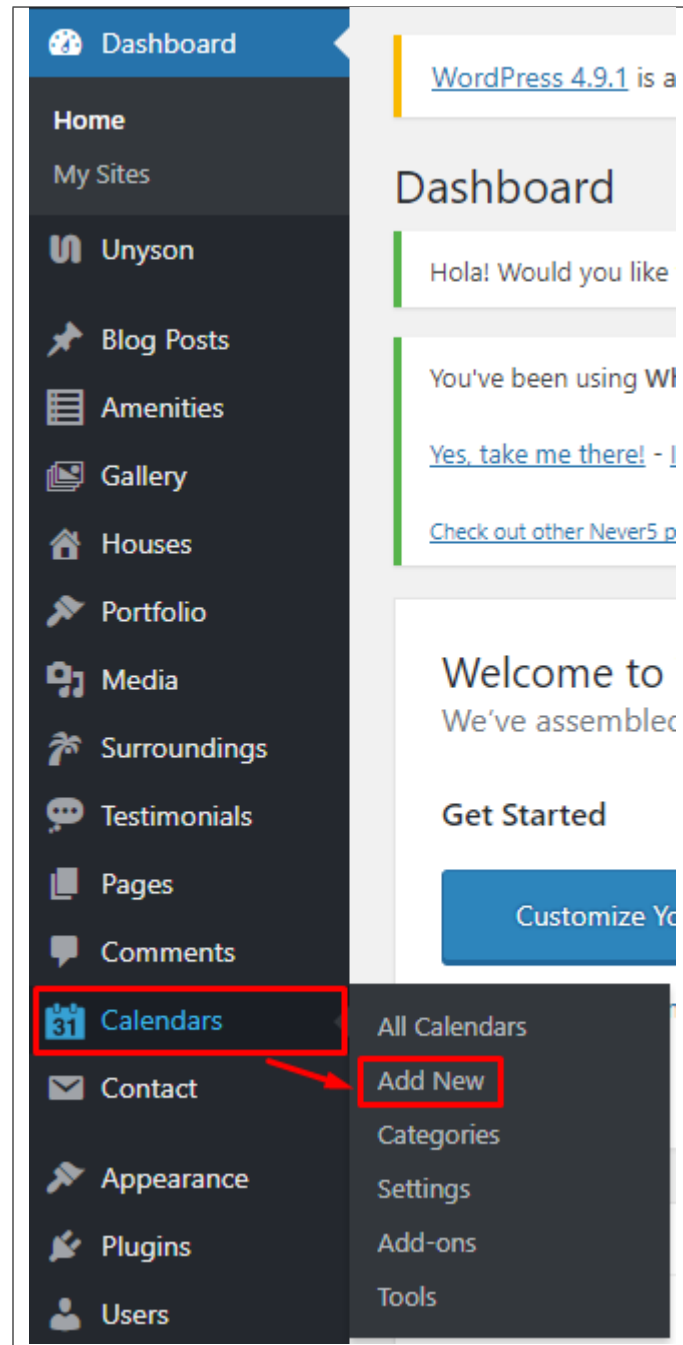 Dashboard
Home
My Sites
Unyson
Blog Posts
Amenities
Gallery
Houses
Portfolio
Media
Surroundings
Testimonials
Pages
Comments
31 Calendars
Contact
Appearance
Plugins
Users
WordPress 4.9.1 is a
Dashboard
Hola! Would you like
You've been using Wh
Yes, take me there! -
Check out other Never5 p
Welcome to
We've assembled
Get Started
Customize Yo
All Calendars
Add New
Categories
Settings
Add-ons
Tools